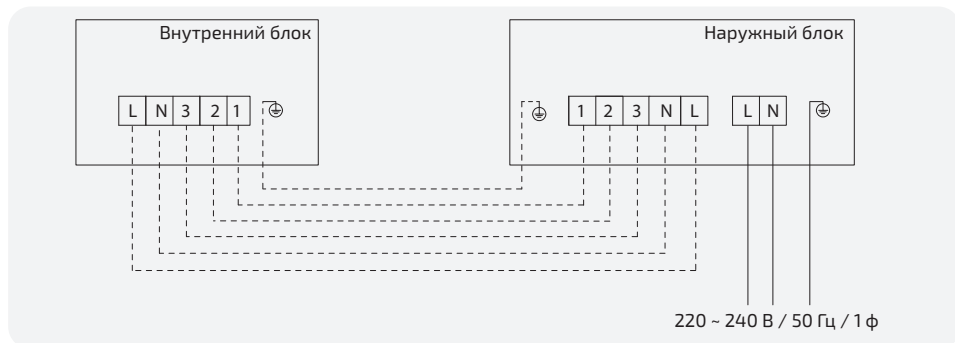 Внутренний блок
Наружный блок
L N 3 2 1
1 2 3 N L
L N
220 ~ 240 В / 50 Гц / 1 ф